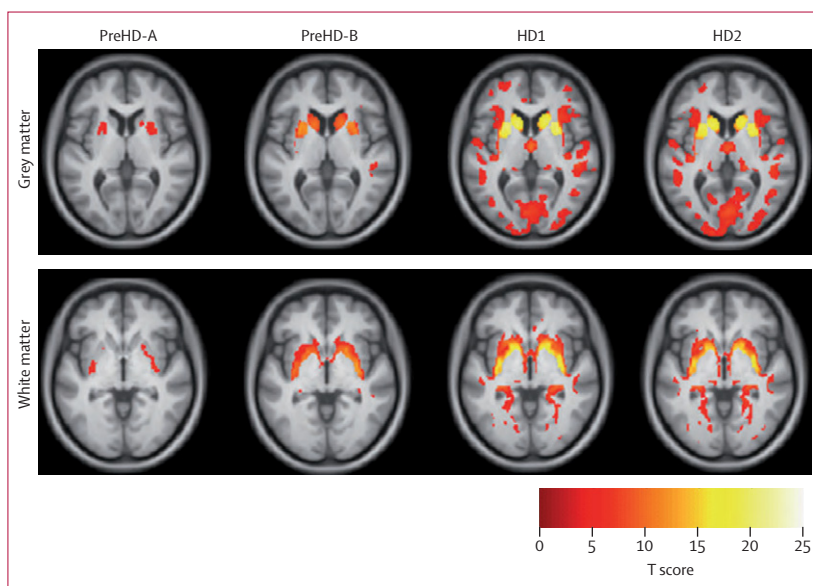 PreHD-A PreHD-B HD1 HD2
Grey matter
White matter
0 5 10 15 20 25
T score